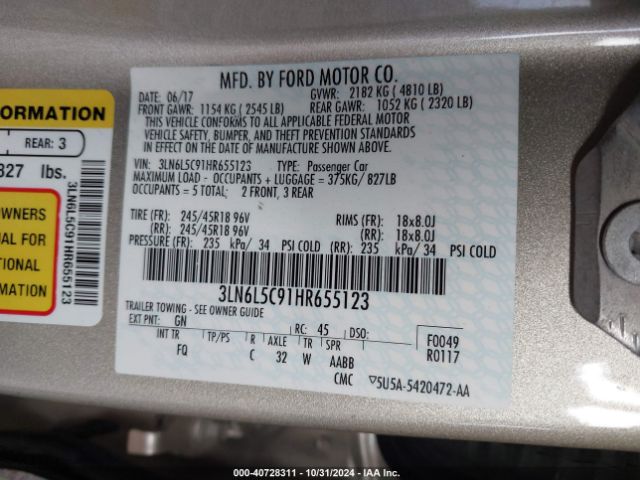 FORMATION
REAR: 3
827 lbs.
3LN6L5C91HR655123
OWNERS
UAL FOR
TIONAL
RMATION
MFD. BY FORD MOTOR CO.
DATE: 06/17 GVWR: 2182 KG ( 4810 LB)
FRONT GAWR: 1154 KG ( 2545 LB) REAR GAWR: 1052 KG ( 2320 LB)
THIS VEHICLE CONFORMS TO ALL APPLICABLE FEDERAL MOTOR
VEHICLE SAFETY, BUMPER, AND THEFT PREVENTION STANDARDS
IN EFFECT ON THE DATE OF MANUFACTURE SHOWN ABOVE.
VIN: 3LN6L5C91HR655123 TYPE: Passenger Car
MAXIMUM LOAD - OCCUPANTS + LUGGAGE = 375KG/ 827LB
OCCUPANTS = 5 TOTAL; 2 FRONT, 3 REAR
TIRE (FR): 245/45R18 96V RIMS (FR): 18x8.0J
(RR): 245/45R18 96V (RR): 18x8.0J
PRESSURE (FR): 235 kPa/ 34 PSI COLD (RR): 235 kPa/ 34 PSI COLD
3LN6L5C91HR655123
TRAILER TOWING - SEE OWNER GUIDE
EXT PNT: GN RC: 45 DSO:
INT TR TP/PS R AXLE TR SPR
FQ C 32 W AABB
CMC
F0049
R0117
5U5A-5420472-AA
000-40728311 - 10/31/2024 - IAA Inc.